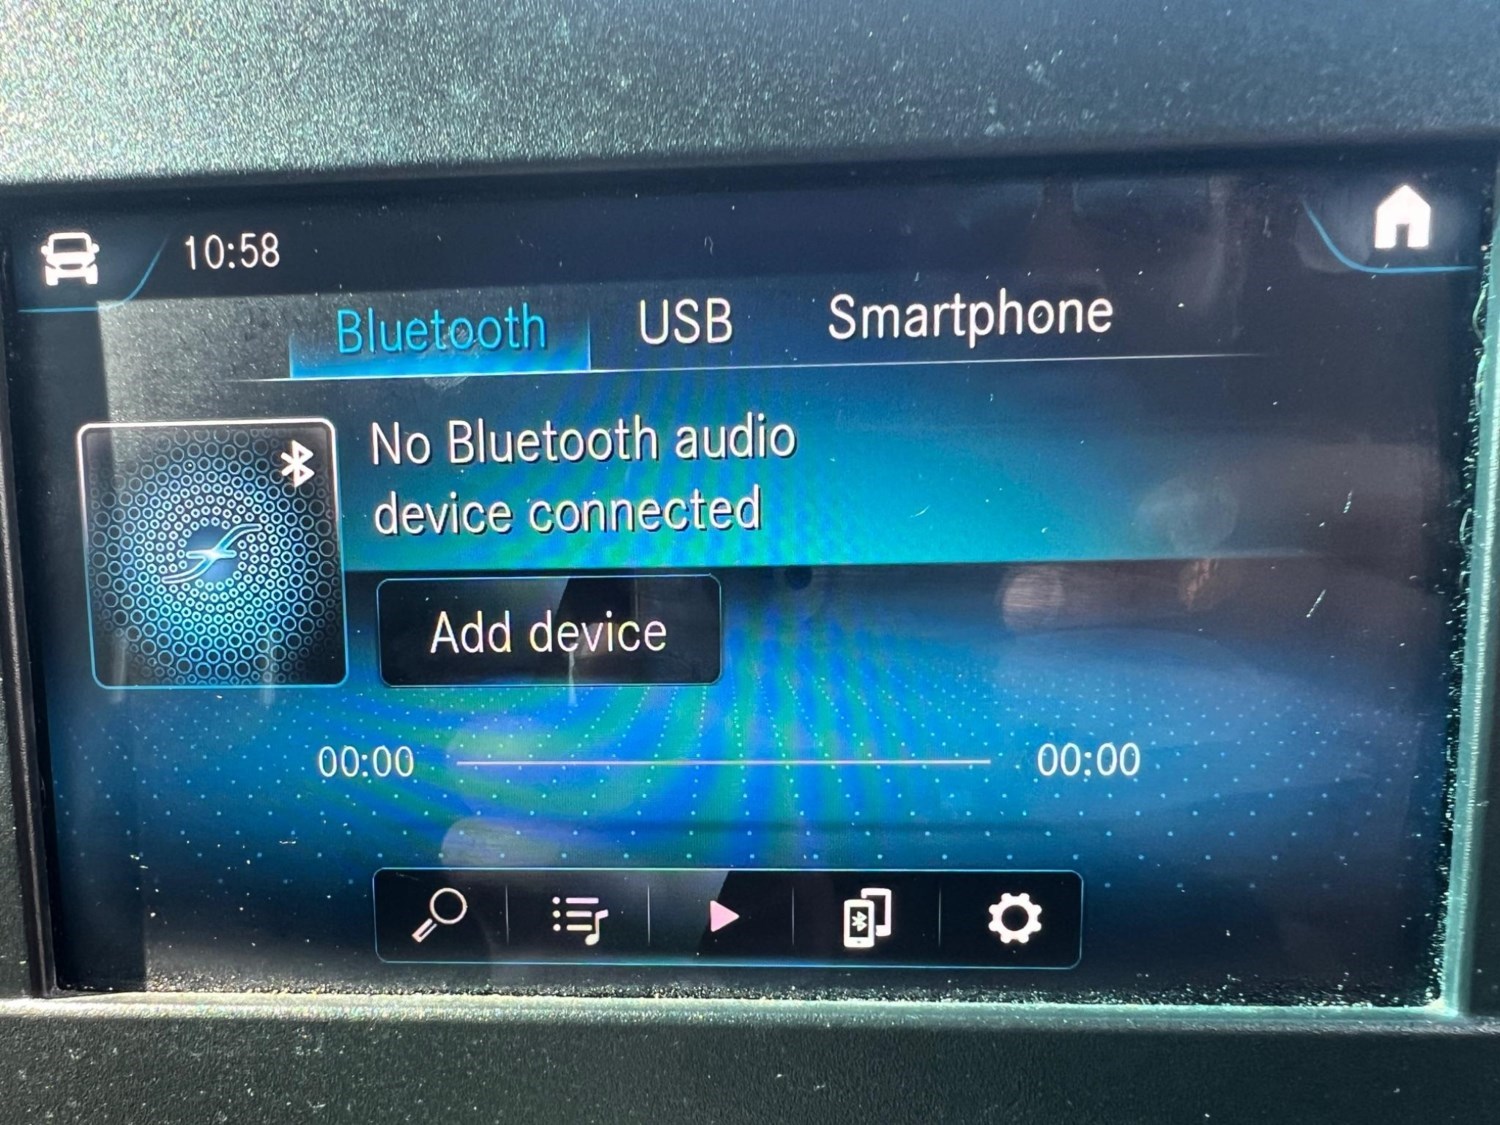 10:58
Bluetooth USB Smartphone
No Bluetooth audio
device connected
Add device
00:00 00:00